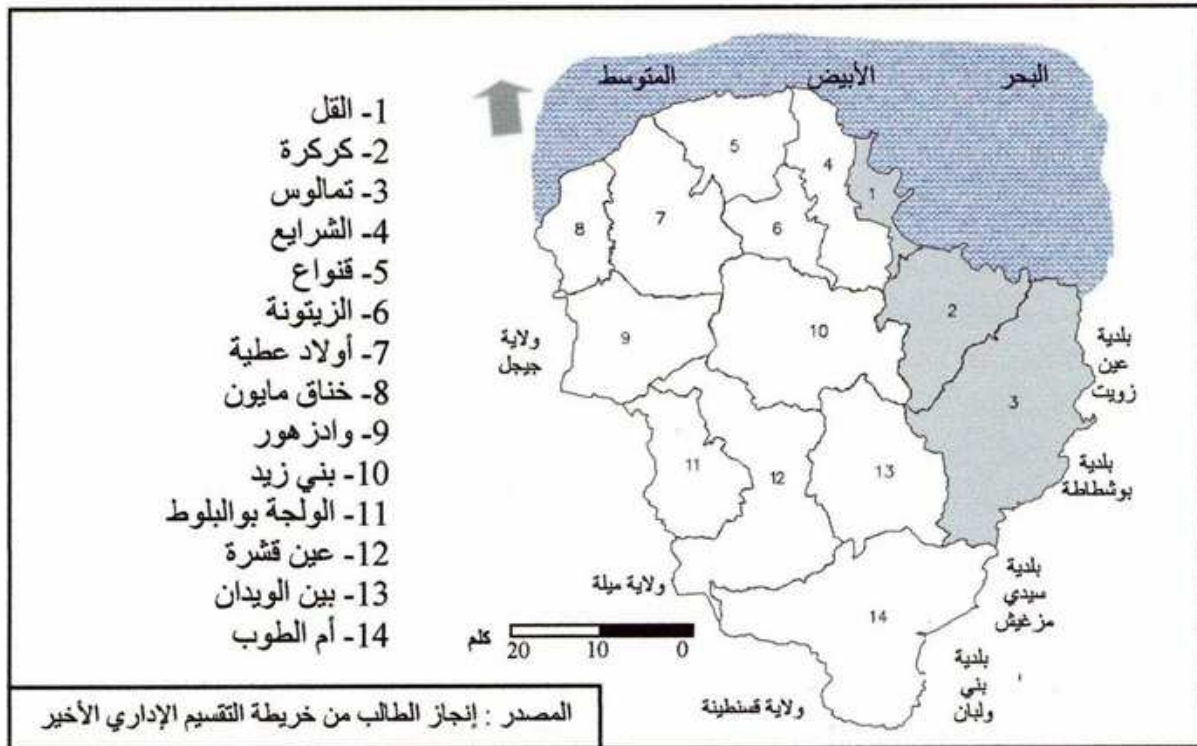 البحر الأبيض المتوسط
1- القل
2- كركرة
3- تمالوس
4- الشرايع
5- قنواع
6- الزيتونة
7- أولاد عطية
8- خناق مايون
9- وادزهور
10- بني زيد
11- الولجة بوالبلوط
12- عين قشرة
13- بين الويدان
14- أم الطوب
5
4
1
7
6
8
2
10
9
3
11
12
13
14
بلدية
عين
زويت
ولاية
جيجل
بلدية
بوشطاطة
بلدية
سيدي
مزغيش
ولاية ميلة
بلدية
بني
ولبان
ولاية قسنطينة
0 10 20 كلم
المصدر : إنجاز الطالب من خريطة التقسيم الإداري الأخير